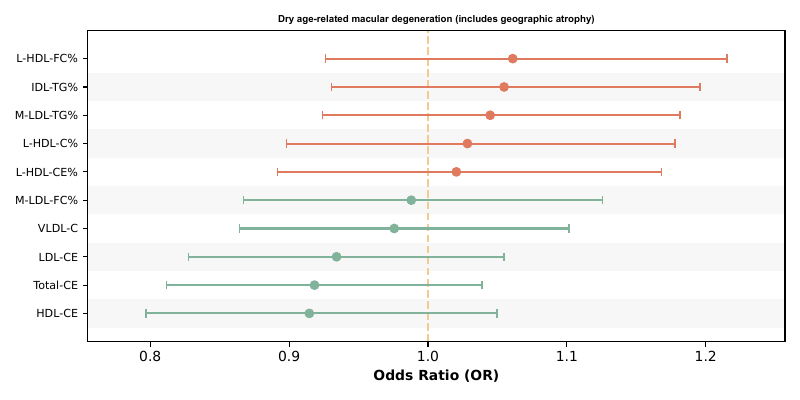 Dry age-related macular degeneration (includes geographic atrophy)
L-HDL-FC%
IDL-TG%
M-LDL-TG%
L-HDL-C%
L-HDL-CE%
M-LDL-FC%
VLDL-C
LDL-CE
Total-CE
HDL-CE
0.8 0.9 1.0 1.1 1.2
Odds Ratio (OR)